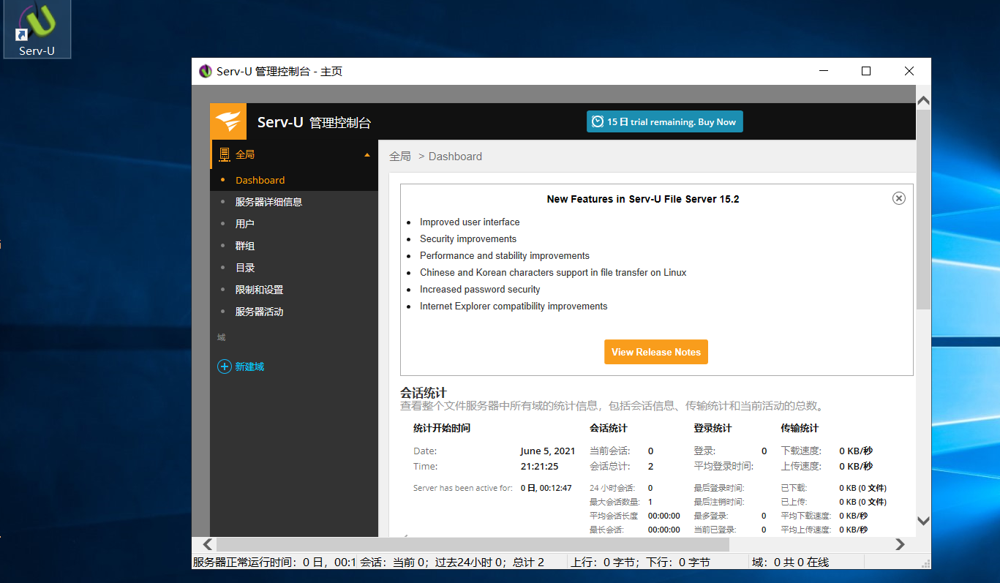 Serv-U
Serv-U 管理控制台 - 主页
Serv-U 管理控制台
15 日 trial remaining. Buy Now
全局
全局 > Dashboard
Dashboard
服务器详细信息
用户
群组
目录
限制和设置
服务器活动
域
新建域
New Features in Serv-U File Server 15.2
Improved user interface
Security improvements
Performance and stability improvements
Chinese and Korean characters support in file transfer on Linux
Increased password security
Internet Explorer compatibility improvements
View Release Notes
会话统计
查看整个文件服务器中所有域的统计信息，包括会话信息、传输统计和当前活动的总数。
统计开始时间 会话统计 登录统计 传输统计
Date: June 5, 2021 当前会话: 0 登录: 0 下载速度: 0 KB/秒
Time: 21:21:25 会话总计: 2 平均登录时间: 上传速度: 0 KB/秒
Server has been active for: 0 日, 00:12:47 24 小时会话: 0 最后登录时间: 已下载: 0 KB (0 文件)
最大会话数量: 1 最后注销时间: 已上传: 0 KB (0 文件)
平均会话长度 00:00:00 最多登录: 0 平均下载速度: 0 KB/秒
最长会话: 00:00:00 当前已登录: 0 平均上传速度: 0 KB/秒
服务器正常运行时间：0 日，00:1 会话：当前 0；过去24小时 0；总计 2 上行：0 字节；下行：0 字节 域：0 共 0 在线